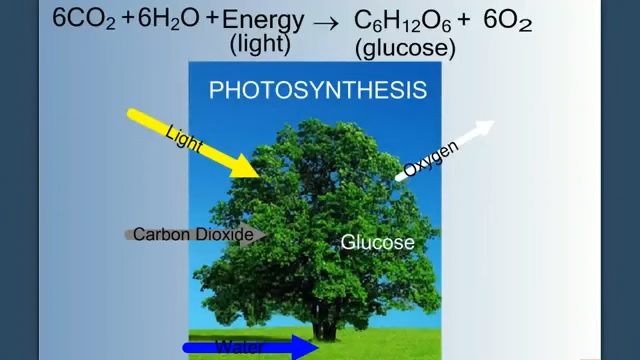 6CO₂ + 6H₂O + Energy → C₆H₁₂O₆ + 6O₂
(light) (glucose)
PHOTOSYNTHESIS
Light
Oxygen
Carbon Dioxide
Glucose
Water